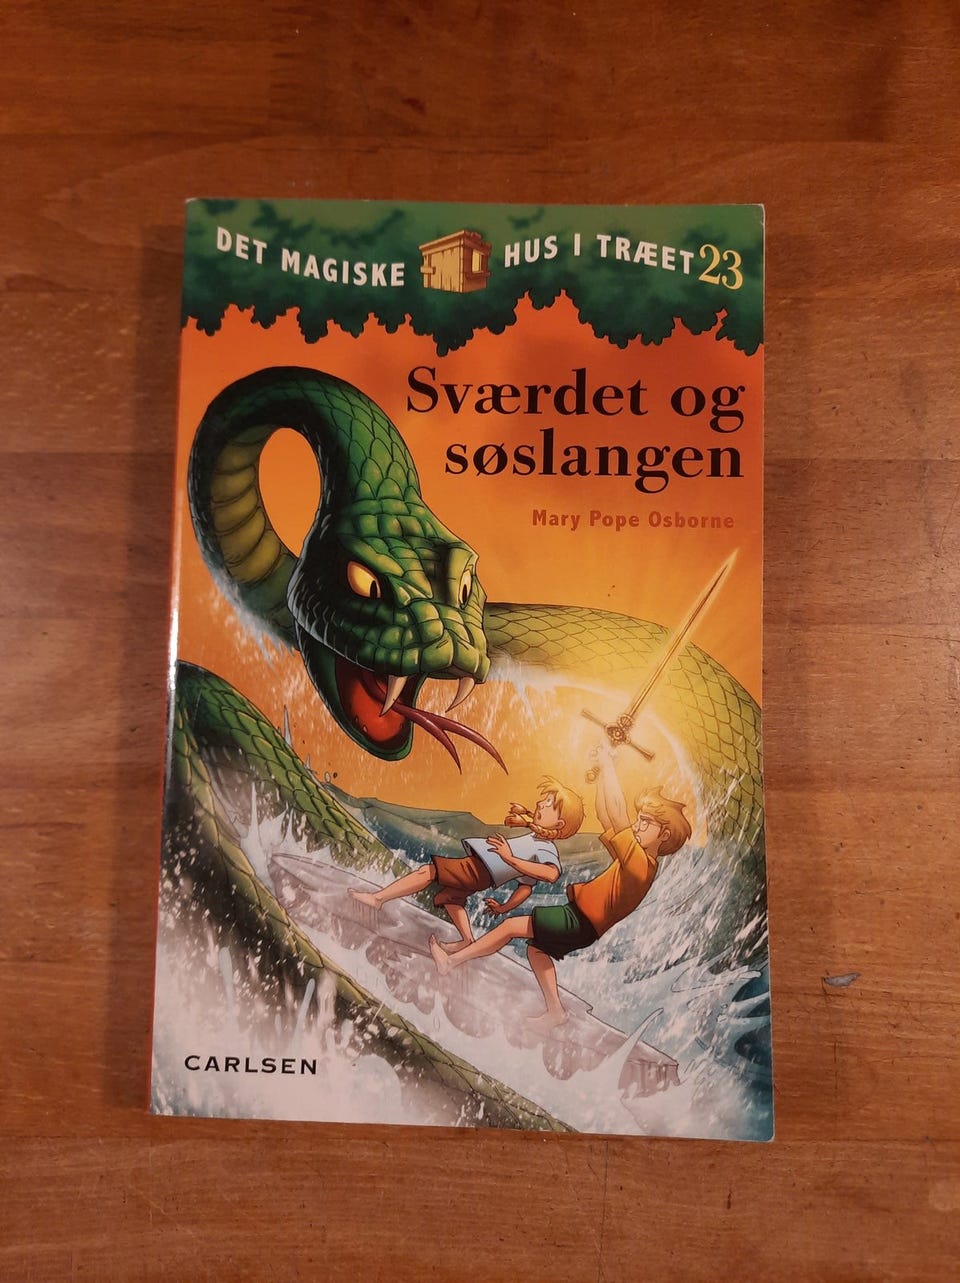 DET MAGISKE HUS I TRÆET 23
Sværdet og
søslangen
Mary Pope Osborne
CARLSEN